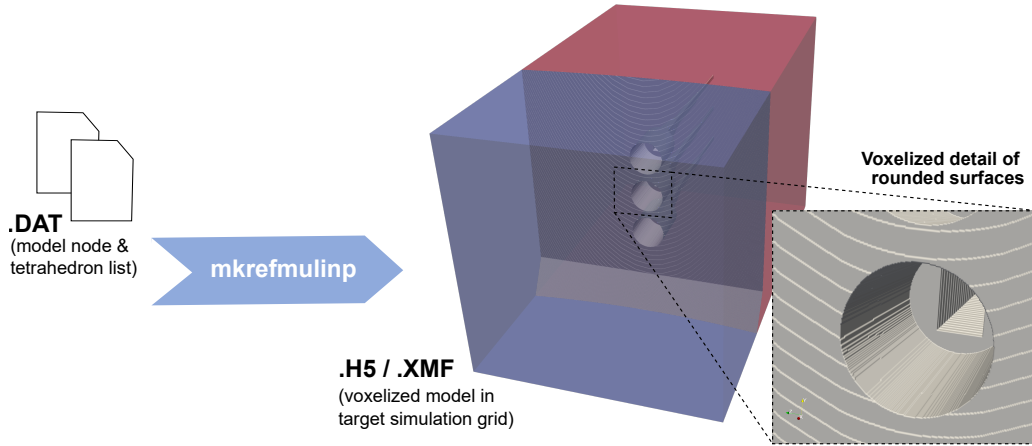 .DAT
(model node &
tetrahedron list)
mkrefmulinp
.H5 / .XMF
(voxelized model in
target simulation grid)
Voxelized detail of
rounded surfaces